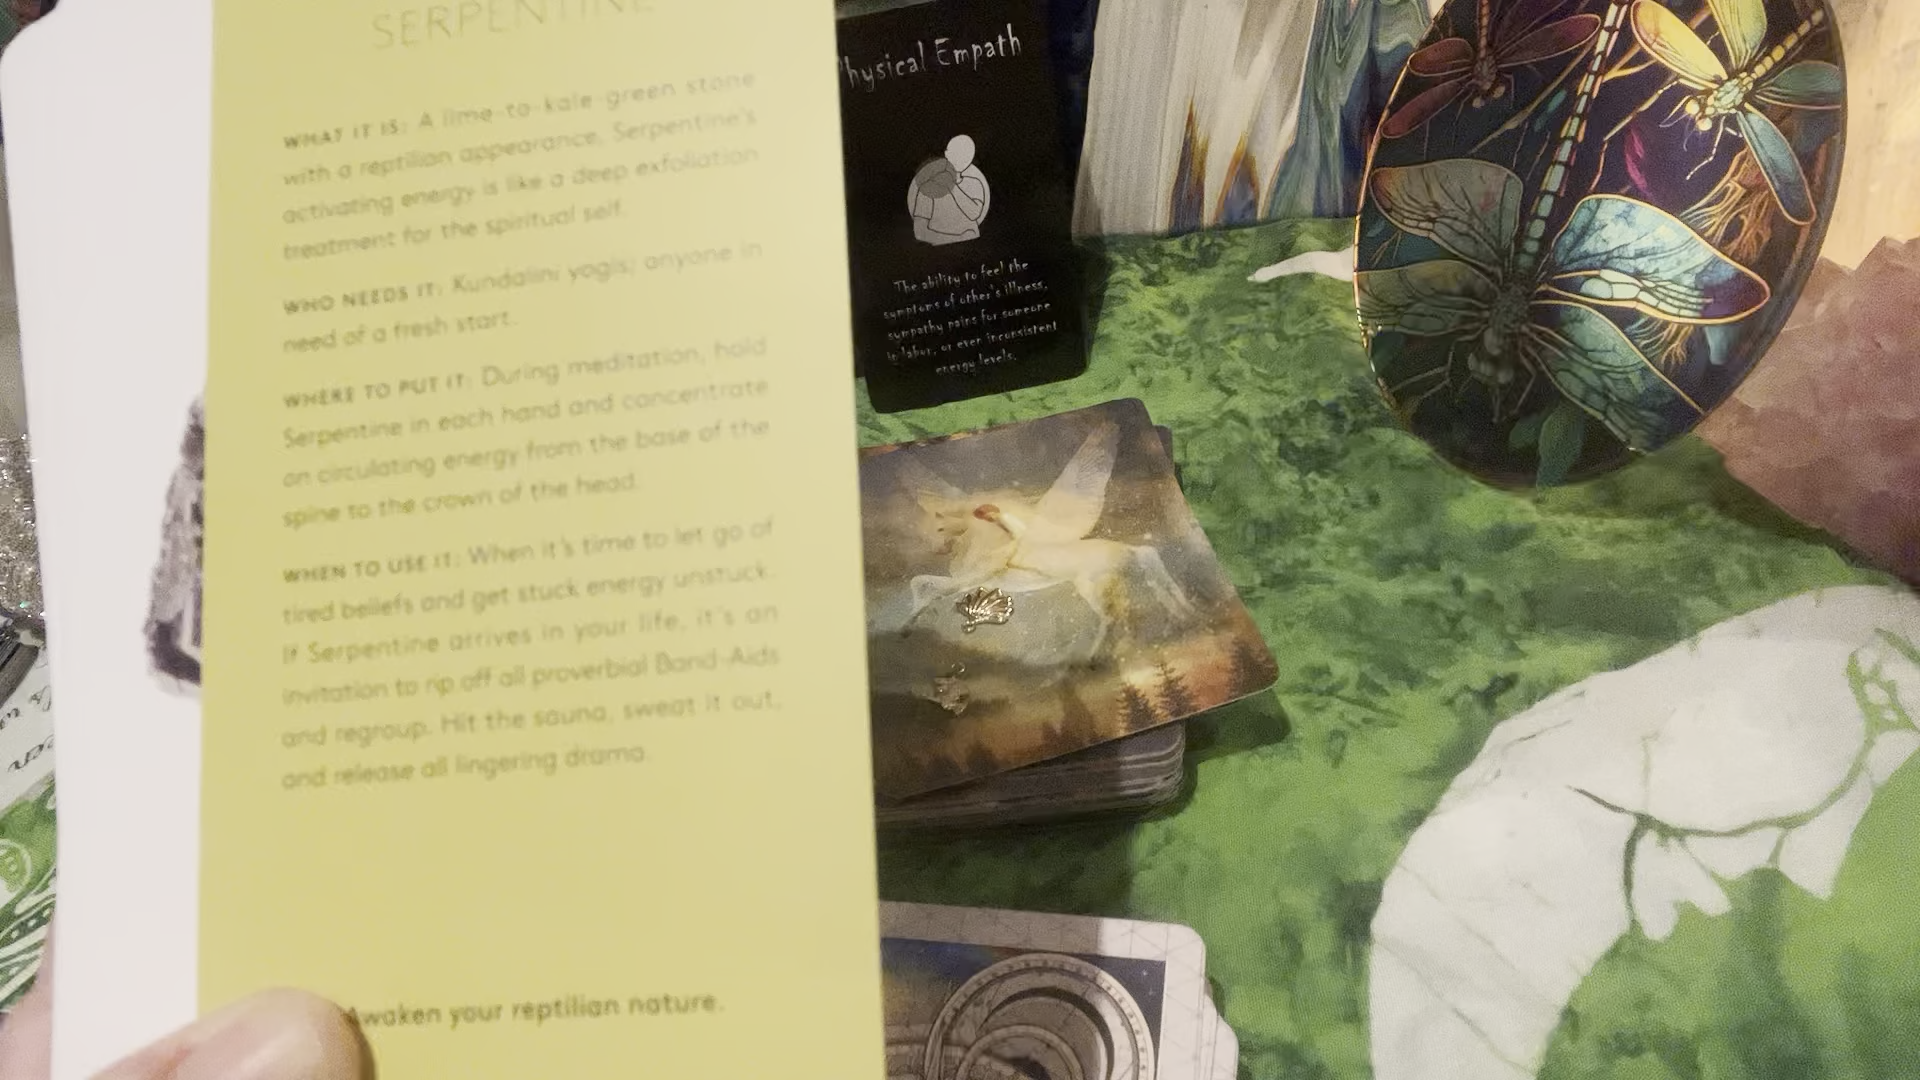 SERPENTINE
WHAT IT IS: A lime-to-kale-green stone
with a reptilian appearance, Serpentine's
activating energy is like a deep exfoliation
treatment for the spiritual self.
WHO NEEDS IT: Kundalini yogis; anyone in
need of a fresh start.
WHERE TO PUT IT: During meditation, hold
Serpentine in each hand and concentrate
on circulating energy from the base of the
spine to the crown of the head.
WHEN TO USE IT: When it's time to let go of
tired beliefs and get stuck energy unstuck.
If Serpentine arrives in your life, it's an
invitation to rip off all proverbial Band-Aids
and regroup. Hit the sauna, sweat it out,
and release all lingering drama.
Awaken your reptilian nature.
Physical Empath
The ability to feel the
symptoms of other's illness,
sympathy pains for someone
in labor, or even inconsistent
energy levels.